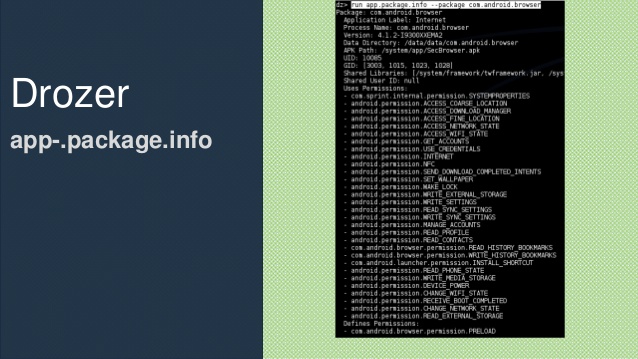 Drozer
app-.package.info
dz> run app.package.info --package com.android.browser
Package: com.android.browser
Application Label: Internet
Process Name: com.android.browser
Version: 4.1.2-I9300XXEMA2
Data Directory: /data/data/com.android.browser
APK Path: /system/app/SecBrowser.apk
UID: 10085
GID: [3003, 1015, 1023, 1028]
Shared Libraries: [/system/framework/twframework.jar, /sys
Shared User ID: null
Uses Permissions:
- com.sprint.internal.permission.SYSTEMPROPERTIES
- android.permission.ACCESS_COARSE_LOCATION
- android.permission.ACCESS_DOWNLOAD_MANAGER
- android.permission.ACCESS_FINE_LOCATION
- android.permission.ACCESS_NETWORK_STATE
- android.permission.ACCESS_WIFI_STATE
- android.permission.GET_ACCOUNTS
- android.permission.USE_CREDENTIALS
- android.permission.INTERNET
- android.permission.NFC
- android.permission.SEND_DOWNLOAD_COMPLETED_INTENTS
- android.permission.SET_WALLPAPER
- android.permission.WAKE_LOCK
- android.permission.WRITE_EXTERNAL_STORAGE
- android.permission.WRITE_SETTINGS
- android.permission.READ_SYNC_SETTINGS
- android.permission.WRITE_SYNC_SETTINGS
- android.permission.MANAGE_ACCOUNTS
- android.permission.READ_PROFILE
- android.permission.READ_CONTACTS
- com.android.browser.permission.READ_HISTORY_BOOKMARKS
- com.android.browser.permission.WRITE_HISTORY_BOOKMARKS
- com.android.launcher.permission.INSTALL_SHORTCUT
- android.permission.READ_PHONE_STATE
- android.permission.WRITE_MEDIA_STORAGE
- android.permission.DEVICE_POWER
- android.permission.CHANGE_WIFI_STATE
- android.permission.RECEIVE_BOOT_COMPLETED
- android.permission.CHANGE_NETWORK_STATE
- android.permission.READ_EXTERNAL_STORAGE
Defines Permissions:
- com.android.browser.permission.PRELOAD